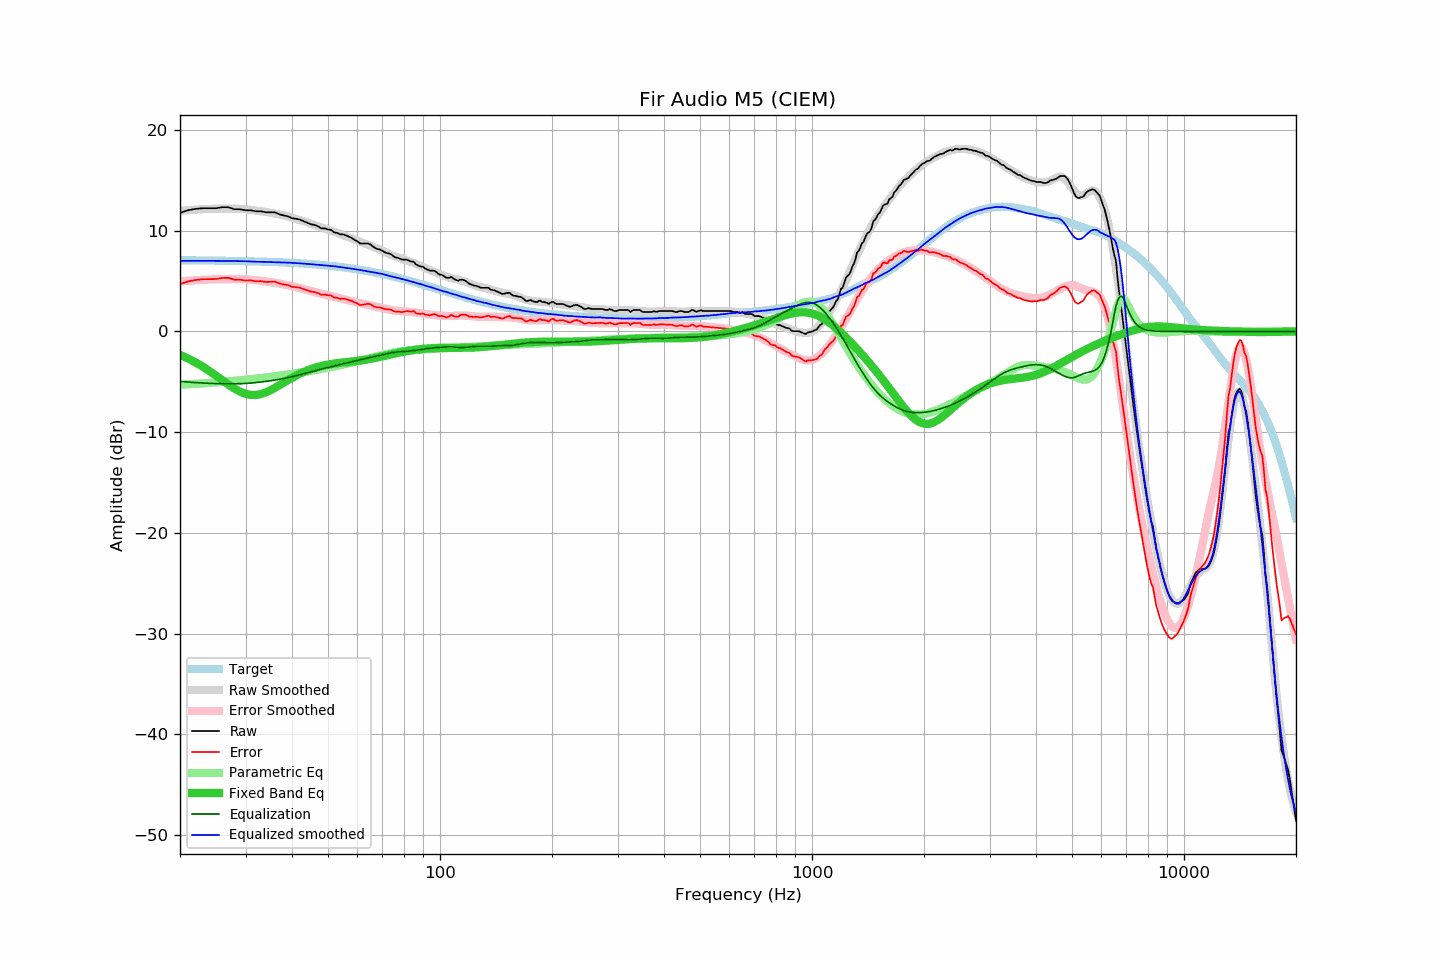 Fir Audio M5 (CIEM)
20
10
0
−10
−20
−30
−40
−50
Amplitude (dBr)
Target
Raw Smoothed
Error Smoothed
Raw
Error
Parametric Eq
Fixed Band Eq
Equalization
Equalized smoothed
100
1000
10000
Frequency (Hz)